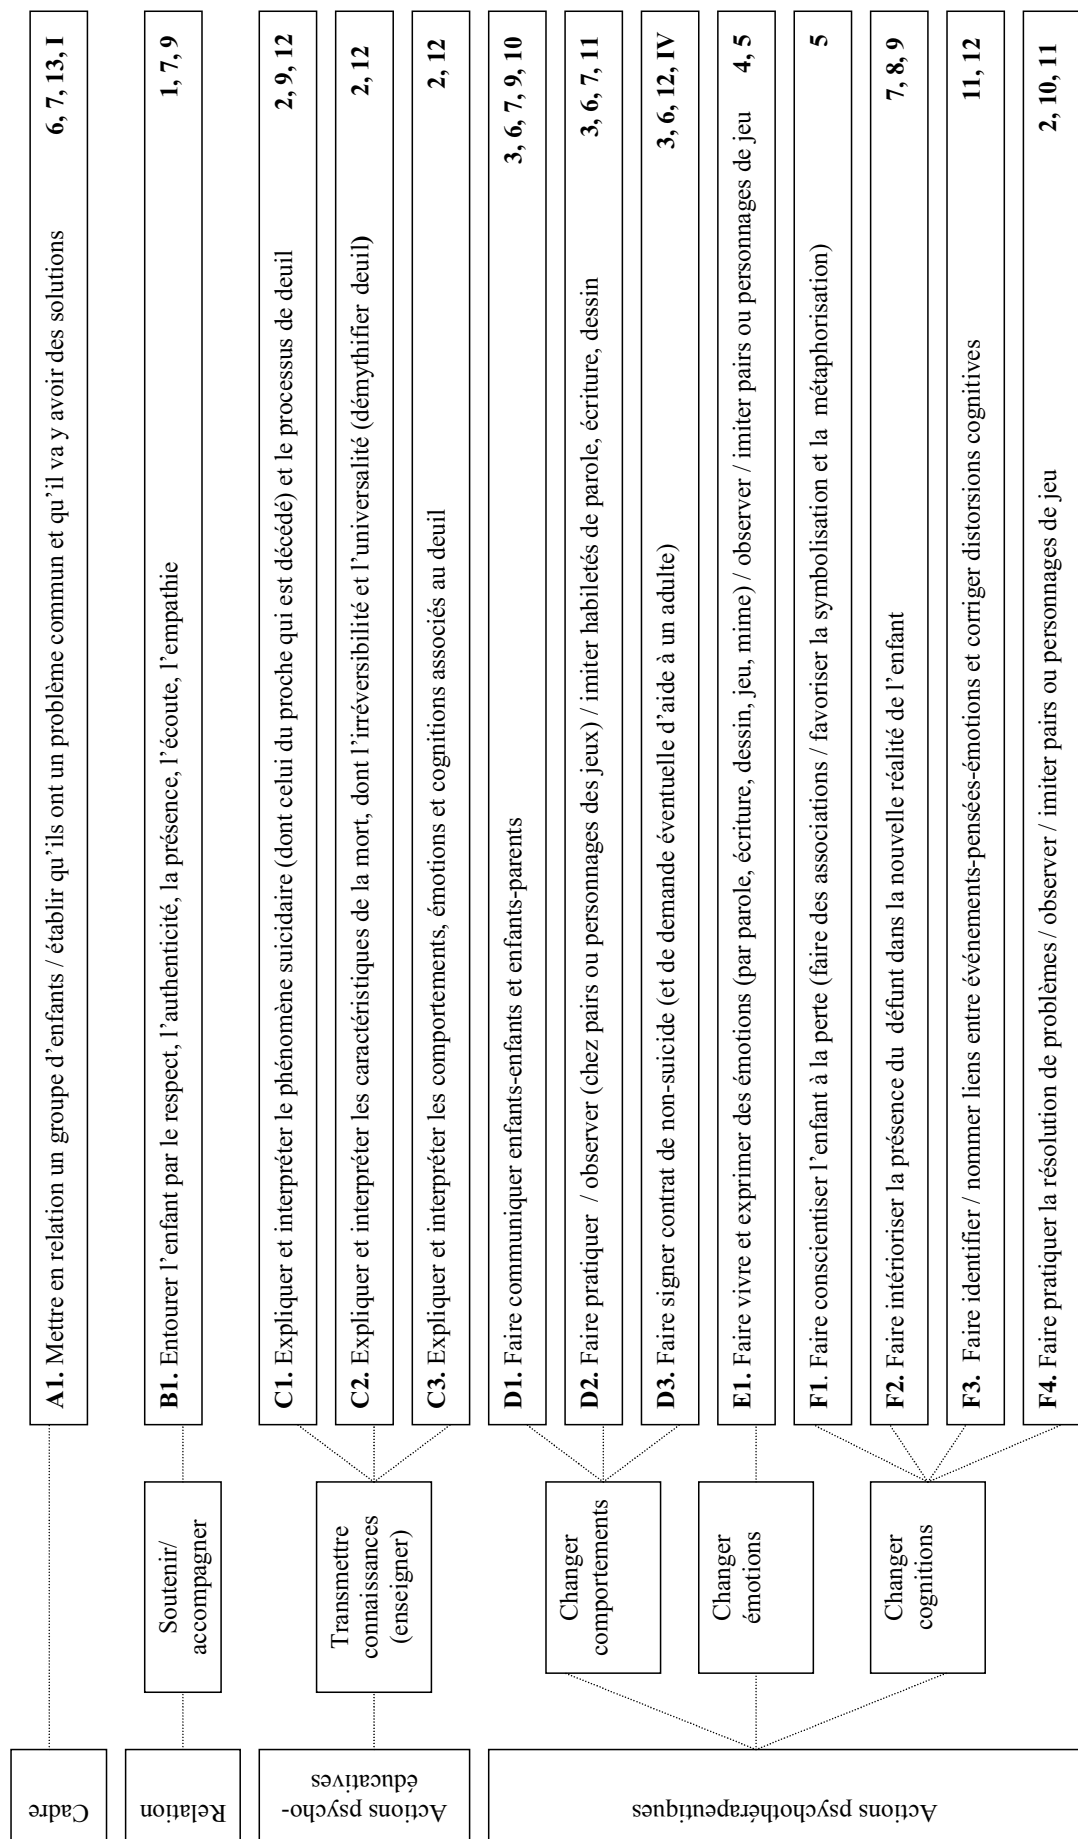 Cadre
A1. Mettre en relation un groupe d’enfants / établir qu’ils ont un problème commun et qu’il va y avoir des solutions 6, 7, 13, I
Relation
Soutenir/
accompagner
B1. Entourer l’enfant par le respect, l’authenticité, la présence, l’écoute, l’empathie 1, 7, 9
Actions psycho-
éducatives
Transmettre
connaissances
(enseigner)
C1. Expliquer et interpréter le phénomène suicidaire (dont celui du proche qui est décédé) et le processus de deuil 2, 9, 12
C2. Expliquer et interpréter les caractéristiques de la mort, dont l’irréversibilité et l’universalité (démythifier deuil) 2, 12
C3. Expliquer et interpréter les comportements, émotions et cognitions associés au deuil 2, 12
Actions psychothérapeutiques
Changer
comportements
D1. Faire communiquer enfants-enfants et enfants-parents 3, 6, 7, 9, 10
D2. Faire pratiquer / observer (chez pairs ou personnages des jeux) / imiter habiletés de parole, écriture, dessin 3, 6, 7, 11
D3. Faire signer contrat de non-suicide (et de demande éventuelle d’aide à un adulte) 3, 6, 12, IV
Changer
émotions
E1. Faire vivre et exprimer des émotions (par parole, écriture, dessin, jeu, mime) / observer / imiter pairs ou personnages de jeu 4, 5
Changer
cognitions
F1. Faire conscientiser l’enfant à la perte (faire des associations / favoriser la symbolisation et la métaphorisation) 5
F2. Faire intérioriser la présence du défunt dans la nouvelle réalité de l’enfant 7, 8, 9
F3. Faire identifier / nommer liens entre événements-pensées-émotions et corriger distorsions cognitives 11, 12
F4. Faire pratiquer la résolution de problèmes / observer / imiter pairs ou personnages de jeu 2, 10, 11